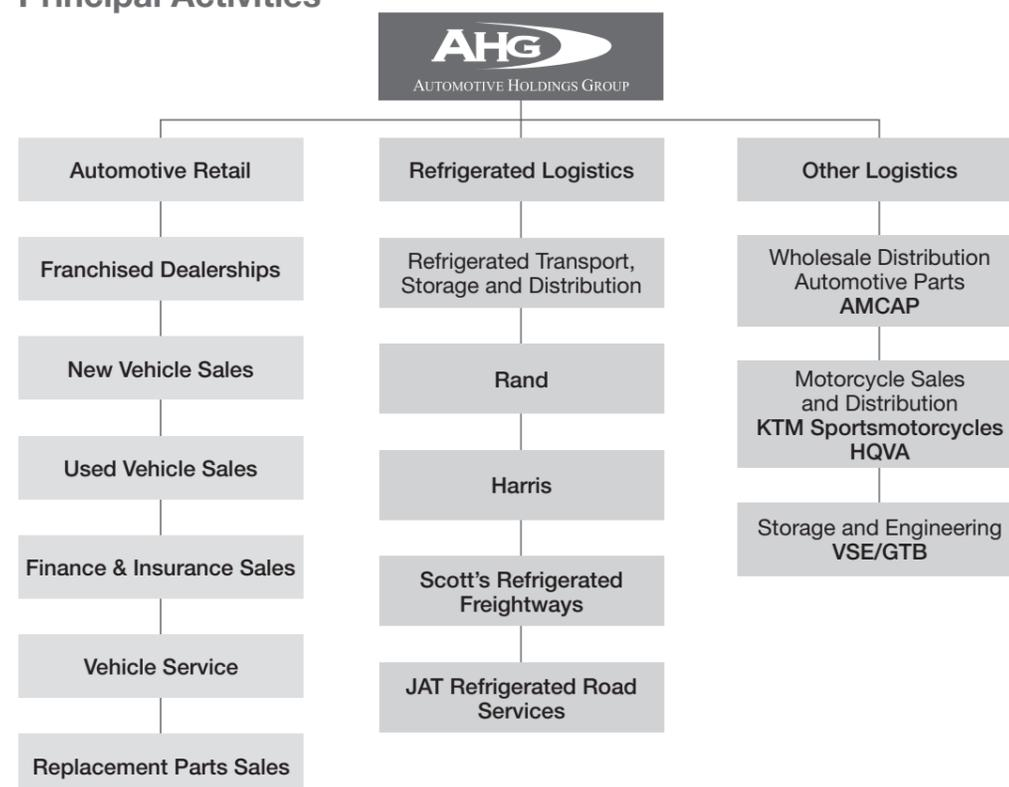 Principal Activities
AHG
AUTOMOTIVE HOLDINGS GROUP
Automotive Retail
Franchised Dealerships
New Vehicle Sales
Used Vehicle Sales
Finance & Insurance Sales
Vehicle Service
Replacement Parts Sales
Refrigerated Logistics
Refrigerated Transport,
Storage and Distribution
Rand
Harris
Scott’s Refrigerated
Freightways
JAT Refrigerated Road
Services
Other Logistics
Wholesale Distribution
Automotive Parts
AMCAP
Motorcycle Sales
and Distribution
KTM Sportsmotorcycles
HQVA
Storage and Engineering
VSE/GTB